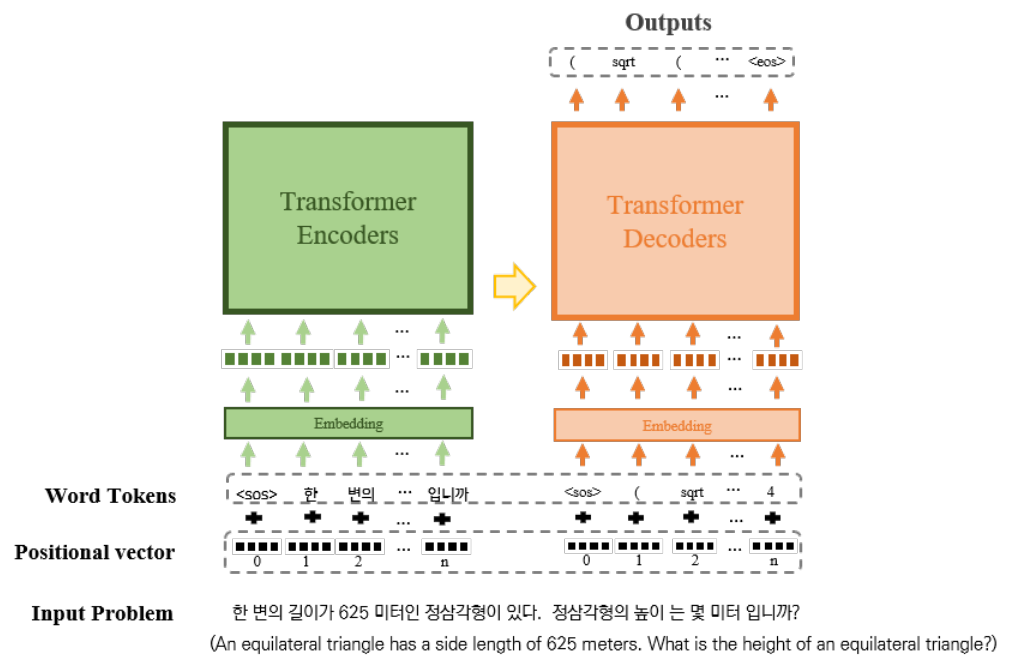 Outputs
( sqrt ( ... <eos>
Transformer Encoders
Transformer Decoders
...
...
... ...
... ...
Embedding
Embedding
... ...
Word Tokens <sos> 한 변의 ... 입니까 <sos> ( sqrt ... 4
... ...
Positional vector ... ...
0 1 2 n 0 1 2 n
Input Problem 한 변의 길이가 625 미터인 정삼각형이 있다. 정삼각형의 높이 는 몇 미터 입니까?
(An equilateral triangle has a side length of 625 meters. What is the height of an equilateral triangle?)